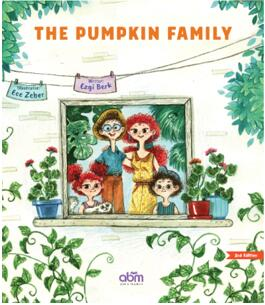 THE PUMPKIN FAMILY
Writer:
Ezgi Berk
Illustrator:
Ece Zeber
2nd Edition
abm